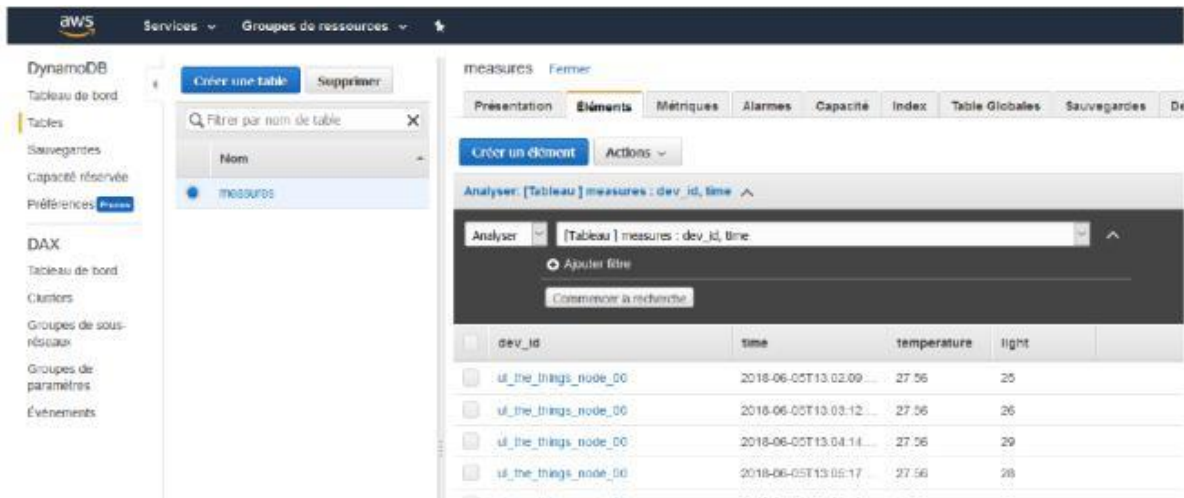 aws
Services
Groupes de ressources
DynamoDB
Tableau de bord
Tables
Sauvegardes
Capacité réservée
Préférences
DAX
Tableau de bord
Clusters
Groupes de sous-
réseaux
Groupes de
paramètres
Événements
Créer une table
Supprimer
Filtrer par nom de table
Nom
measures
measures Fermer
Présentation Éléments Métriques Alarmes Capacité Index Table Globales Sauvegardes
Créer un élément Actions
Analyser: [Tableau ] measures : dev_id, time
Analyser [Tableau ] measures : dev_id, time
Ajouter filtre
Commencer la recherche
dev_id time temperature light
ul_the_things_node_00 2018-06-05T13:02:09... 27.56 25
ul_the_things_node_00 2018-06-05T13:03:12... 27.56 26
ul_the_things_node_00 2018-06-05T13:04:14... 27.56 29
ul_the_things_node_00 2018-06-05T13:05:17... 27.56 28